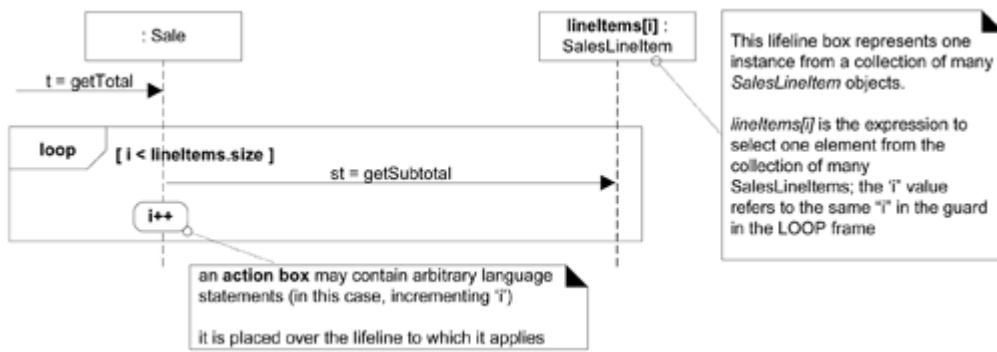 : Sale
lineItems[i] :
SalesLineItem
t = getTotal
loop
[ i < lineItems.size ]
st = getSubtotal
i++
an action box may contain arbitrary language
statements (in this case, incrementing 'i')
it is placed over the lifeline to which it applies
This lifeline box represents one
instance from a collection of many
SalesLineItem objects.
lineItems[i] is the expression to
select one element from the
collection of many
SalesLineItems; the 'i" value
refers to the same "i" in the guard
in the LOOP frame